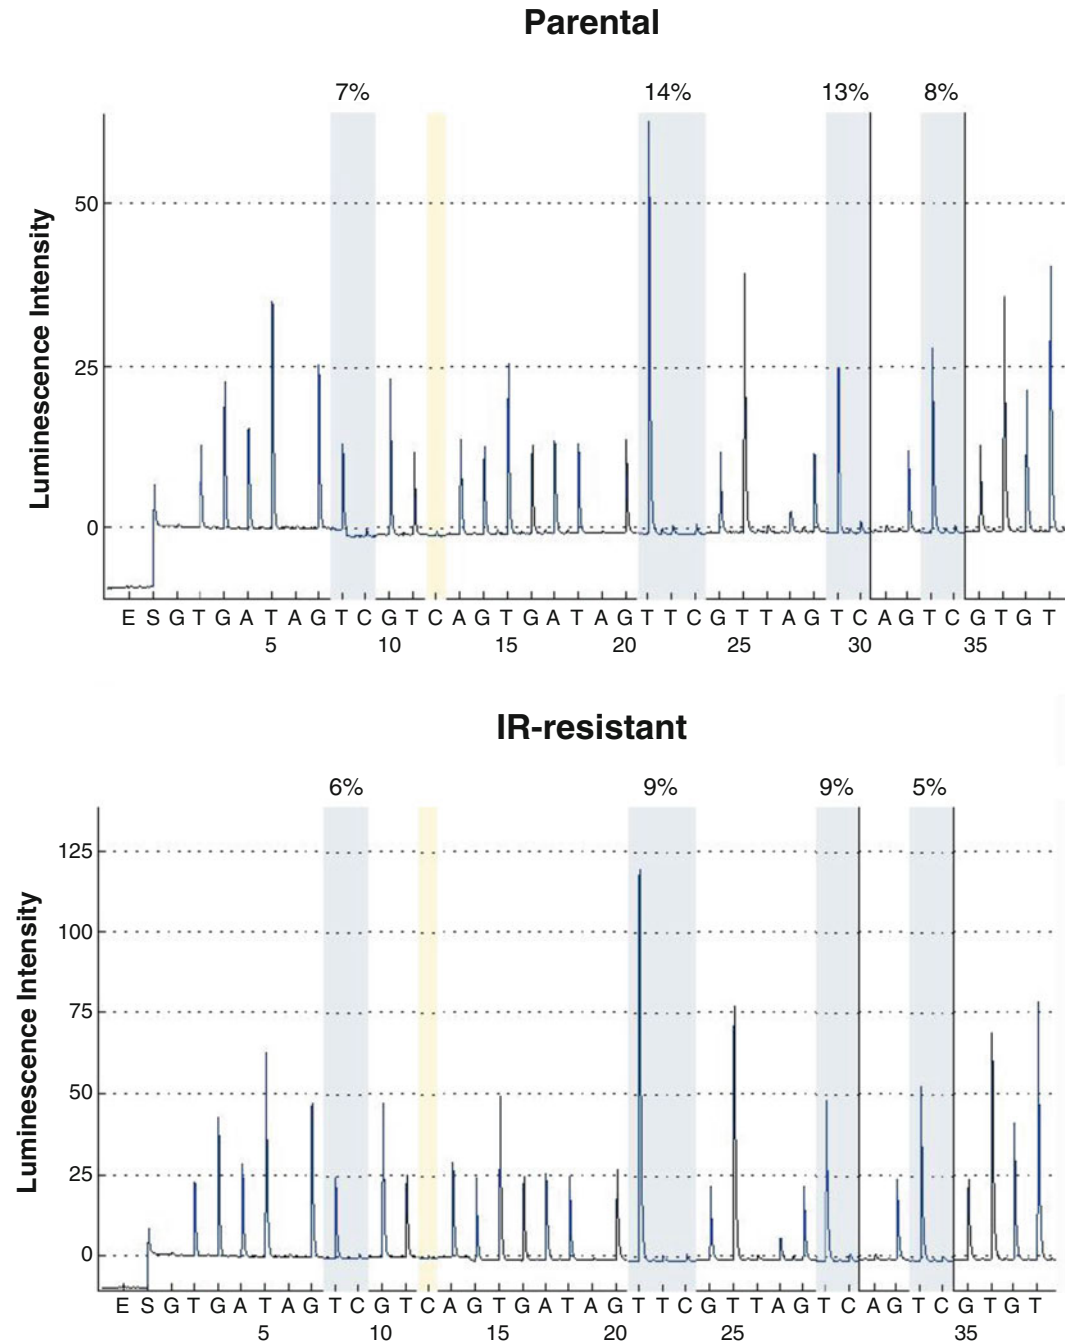 Parental
7% 14% 13% 8%
Luminescence Intensity
50
25
0
E S G T G A T A G T C G T C A G T G A T A G T T C G T T A G T C A G T C G T G T
5 10 15 20 25 30 35
IR-resistant
6% 9% 9% 5%
Luminescence Intensity
125
100
75
50
25
0
E S G T G A T A G T C G T C A G T G A T A G T T C G T T A G T C A G T C G T G T
5 10 15 20 25 35